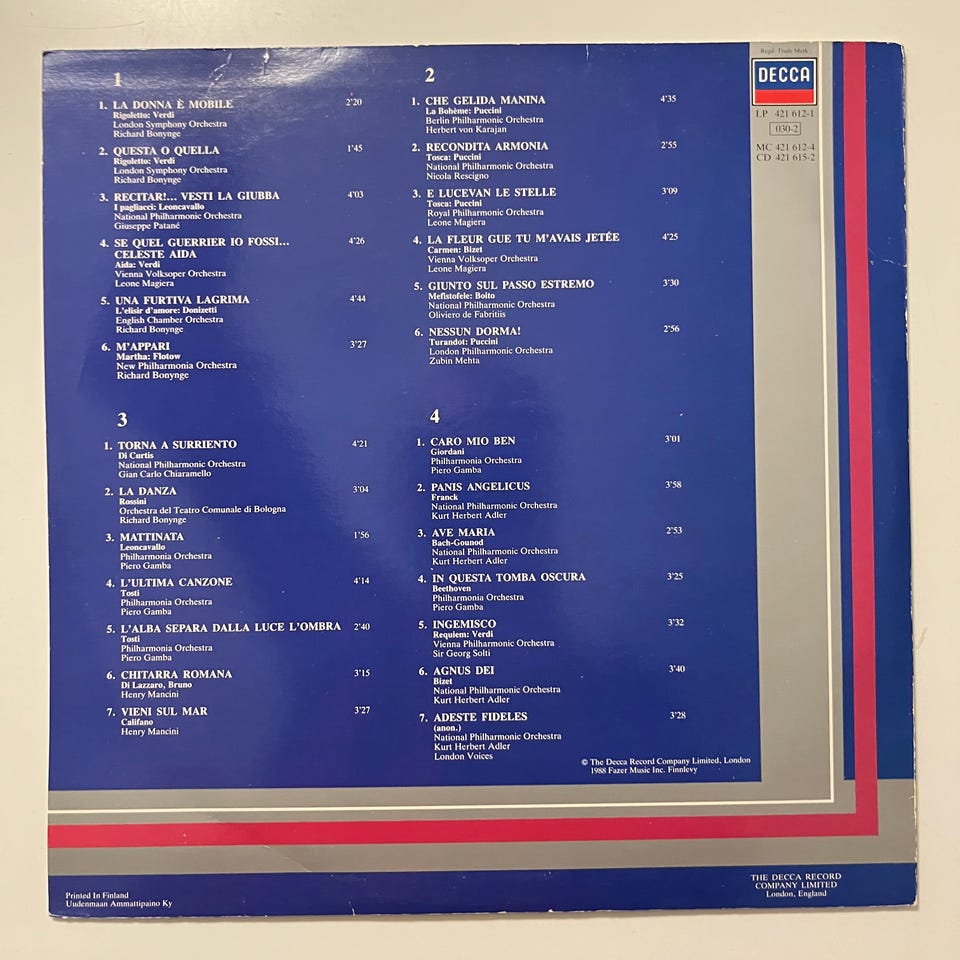 1
1. LA DONNA È MOBILE 2'20
Rigoletto: Verdi
London Symphony Orchestra
Richard Bonynge
2. QUESTA O QUELLA 1'45
Rigoletto: Verdi
London Symphony Orchestra
Richard Bonynge
3. RECITAR!... VESTI LA GIUBBA 4'03
I pagliacci: Leoncavallo
National Philharmonic Orchestra
Giuseppe Patané
4. SE QUEL GUERRIER IO FOSSI... 4'26
CELESTE AIDA
Aida: Verdi
Vienna Volksoper Orchestra
Leone Magiera
5. UNA FURTIVA LAGRIMA 4'44
L'elisir d'amore: Donizetti
English Chamber Orchestra
Richard Bonynge
6. M'APPARI 3'27
Martha: Flotow
New Philharmonia Orchestra
Richard Bonynge
2
1. CHE GELIDA MANINA 4'35
La Bohème: Puccini
Berlin Philharmonic Orchestra
Herbert von Karajan
2. RECONDITA ARMONIA 2'55
Tosca: Puccini
National Philharmonic Orchestra
Nicola Rescigno
3. E LUCEVAN LE STELLE 3'09
Tosca: Puccini
Royal Philharmonic Orchestra
Leone Magiera
4. LA FLEUR GUE TU M'AVAIS JETÉE 4'25
Carmen: Bizet
Vienna Volksoper Orchestra
Leone Magiera
5. GIUNTO SUL PASSO ESTREMO 3'30
Mefistofele: Boito
National Philharmonic Orchestra
Oliviero de Fabritiis
6. NESSUN DORMA! 2'56
Turandot: Puccini
London Philharmonic Orchestra
Zubin Mehta
3
1. TORNA A SURRIENTO 4'21
Di Curtis
National Philharmonic Orchestra
Gian Carlo Chiaramello
2. LA DANZA 3'04
Rossini
Orchestra del Teatro Comunale di Bologna
Richard Bonynge
3. MATTINATA 1'56
Leoncavallo
Philharmonia Orchestra
Piero Gamba
4. L'ULTIMA CANZONE 4'14
Tosti
Philharmonia Orchestra
Piero Gamba
5. L'ALBA SEPARA DALLA LUCE L'OMBRA 2'40
Tosti
Philharmonia Orchestra
Piero Gamba
6. CHITARRA ROMANA 3'15
Di Lazzaro, Bruno
Henry Mancini
7. VIENI SUL MAR 3'27
Califano
Henry Mancini
4
1. CARO MIO BEN 3'01
Giordani
Philharmonia Orchestra
Piero Gamba
2. PANIS ANGELICUS 3'58
Franck
National Philharmonic Orchestra
Kurt Herbert Adler
3. AVE MARIA 2'53
Bach-Gounod
National Philharmonic Orchestra
Kurt Herbert Adler
4. IN QUESTA TOMBA OSCURA 3'25
Beethoven
Philharmonia Orchestra
Piero Gamba
5. INGEMISCO 3'32
Requiem: Verdi
Vienna Philharmonic Orchestra
Sir Georg Solti
6. AGNUS DEI 3'40
Bizet
National Philharmonic Orchestra
Kurt Herbert Adler
7. ADESTE FIDELES 3'28
(anon.)
National Philharmonic Orchestra
Kurt Herbert Adler
London Voices
© The Decca Record Company Limited, London
1988 Fazer Music Inc. Finnlevy
Regd. Trade Mark
DECCA
LP 421 612-1
030-2
MC 421 612-4
CD 421 615-2
Printed In Finland
Uudenmaan Ammattipaino Ky
THE DECCA RECORD
COMPANY LIMITED
London, England